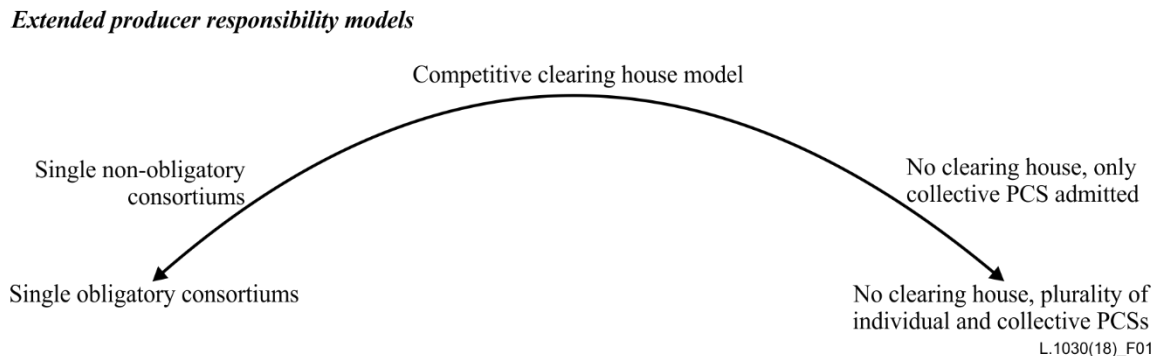 Extended producer responsibility models
Competitive clearing house model
Single non-obligatory
consortiums
No clearing house, only
collective PCS admitted
Single obligatory consortiums
No clearing house, plurality of
individual and collective PCSs
L.1030(18)_F01